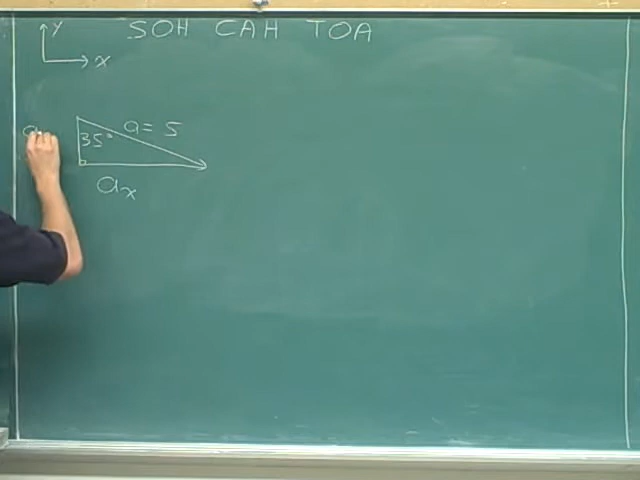 y SOH CAH TOA
x
35° a = 5
a
aₓ